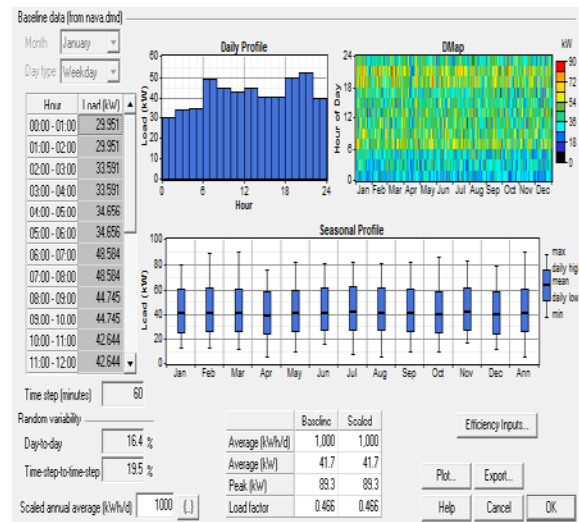 Baseline data (from nava.dmd)
Month January
Day type Weekday
Hour Load (kW)
00:00 - 01:00 29.951
01:00 - 02:00 29.951
02:00 - 03:00 33.591
03:00 - 04:00 33.591
04:00 - 05:00 34.656
05:00 - 06:00 34.656
06:00 - 07:00 48.584
07:00 - 08:00 48.584
08:00 - 09:00 44.745
09:00 - 10:00 44.745
10:00 - 11:00 42.644
11:00 - 12:00 42.644
Daily Profile
Load (kW)
60
50
40
30
20
10
0
0 6 12 18 24
Hour
DMap
Hour of Day
24
18
12
6
0
Jan Feb Mar Apr May Jun Jul Aug Sep Oct Nov Dec
kW
90
72
54
36
18
0
Seasonal Profile
Load (kW)
100
80
60
40
20
0
Jan Feb Mar Apr May Jun Jul Aug Sep Oct Nov Dec Ann
max
daily high
mean
daily low
min
Time step (minutes) 60
Random variability
Day-to-day 16.4 %
Time-step-to-time-step 19.5 %
Scaled annual average (kWh/d) 1000 {..}
Baseline Scaled
Average (kWh/d) 1,000 1,000
Average (kW) 41.7 41.7
Peak (kW) 89.3 89.3
Load factor 0.466 0.466
Efficiency Inputs...
Plot... Export...
Help Cancel OK